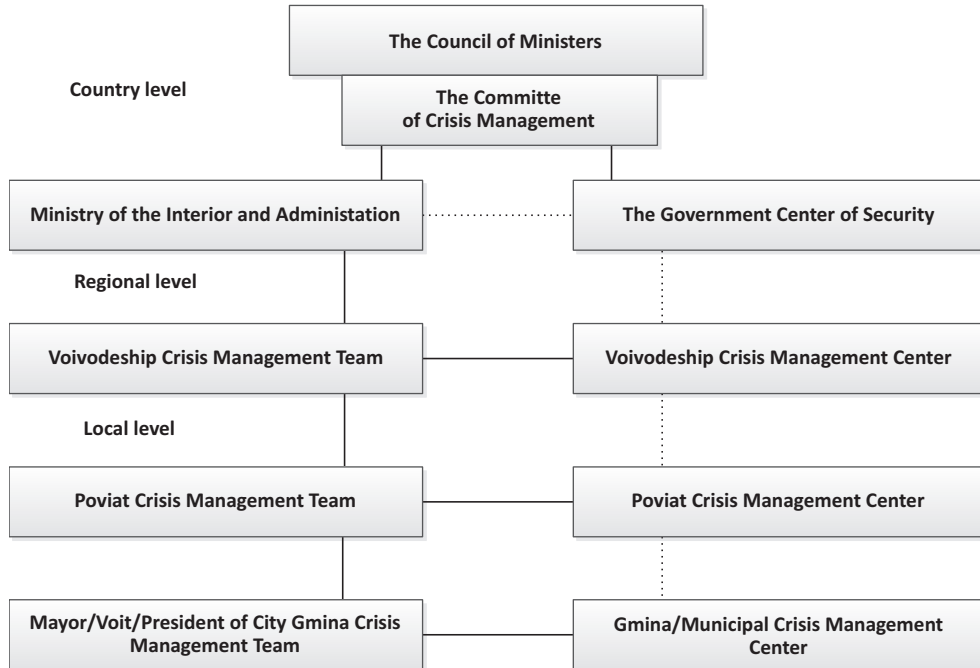 The Council of Ministers
Country level
The Committe
of Crisis Management
Ministry of the Interior and Administation
The Government Center of Security
Regional level
Voivodeship Crisis Management Team
Voivodeship Crisis Management Center
Local level
Poviat Crisis Management Team
Poviat Crisis Management Center
Mayor/Voit/President of City Gmina Crisis
Management Team
Gmina/Municipal Crisis Management
Center